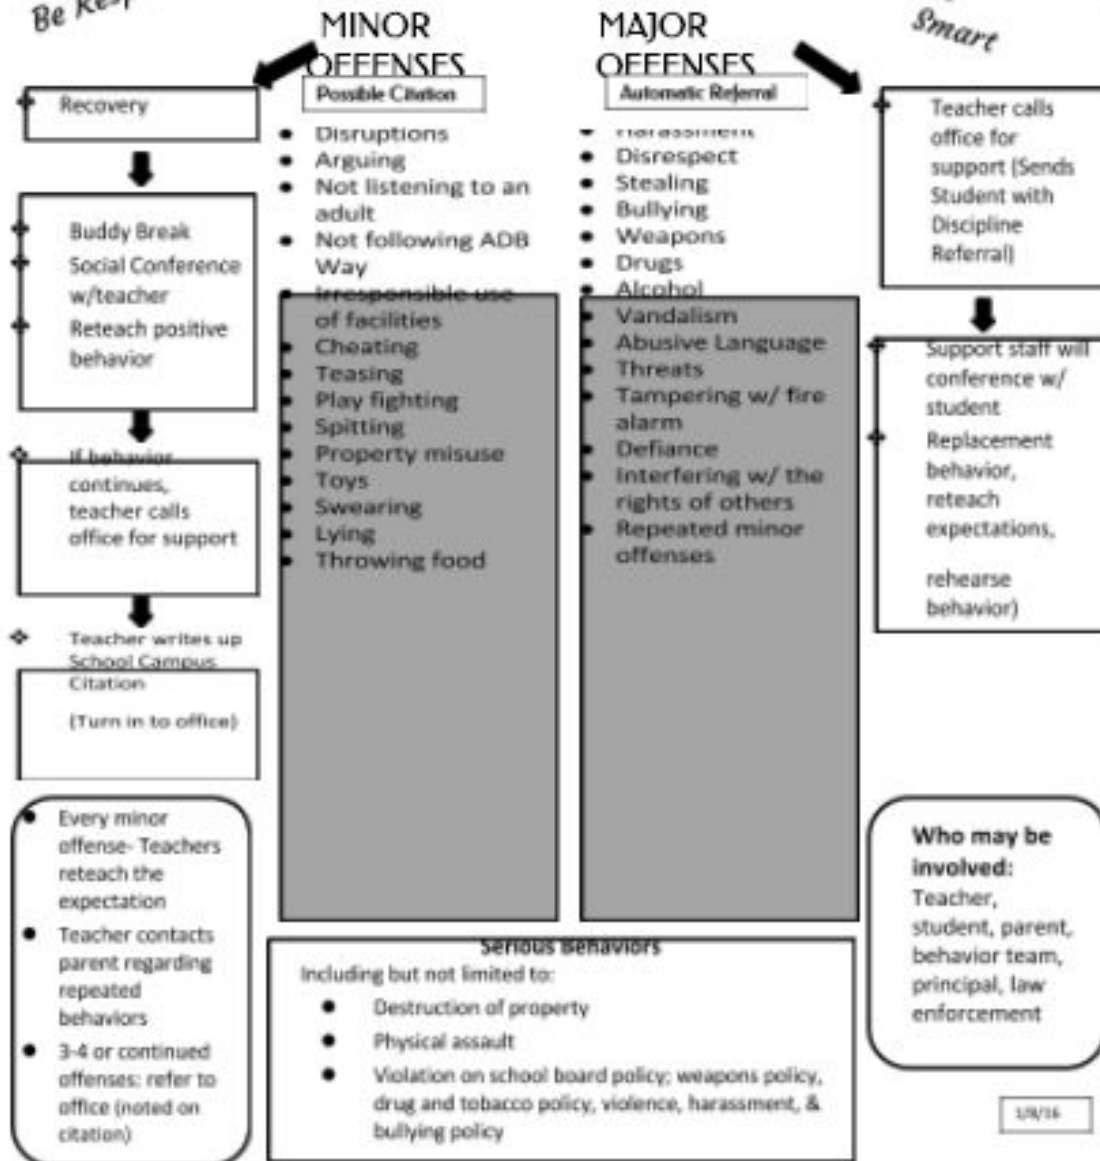 Be
Smart
MINOR
OFFENSES
Possible Citation
Disruptions
Arguing
Not listening to an
adult
Not following ADB
Way
Irresponsible use
of facilities
Cheating
Teasing
Play fighting
Spitting
Property misuse
Toys
Swearing
Lying
Throwing food
MAJOR
OFFENSES
Automatic Referral
Harassment
Disrespect
Stealing
Bullying
Weapons
Drugs
Alcohol
Vandalism
Abusive Language
Threats
Tampering w/ fire
alarm
Defiance
Interfering w/ the
rights of others
Repeated minor
offenses
Recovery
Buddy Break
Social Conference
w/teacher
Reteach positive
behavior
If behavior
continues,
teacher calls
office for support
Teacher writes up
School Campus
Citation
(Turn in to office)
Every minor
offense- Teachers
reteach the
expectation
Teacher contacts
parent regarding
repeated
behaviors
3-4 or continued
offenses: refer to
office (noted on
citation)
Teacher calls
office for
support (Sends
Student with
Discipline
Referral)
Support staff will
conference w/
student
Replacement
behavior,
reteach
expectations,
rehearse
behavior)
Who may be
involved:
Teacher,
student, parent,
behavior team,
principal, law
enforcement
Serious Behaviors
Including but not limited to:
Destruction of property
Physical assault
Violation on school board policy; weapons policy,
drug and tobacco policy, violence, harassment, &
bullying policy
1/8/16